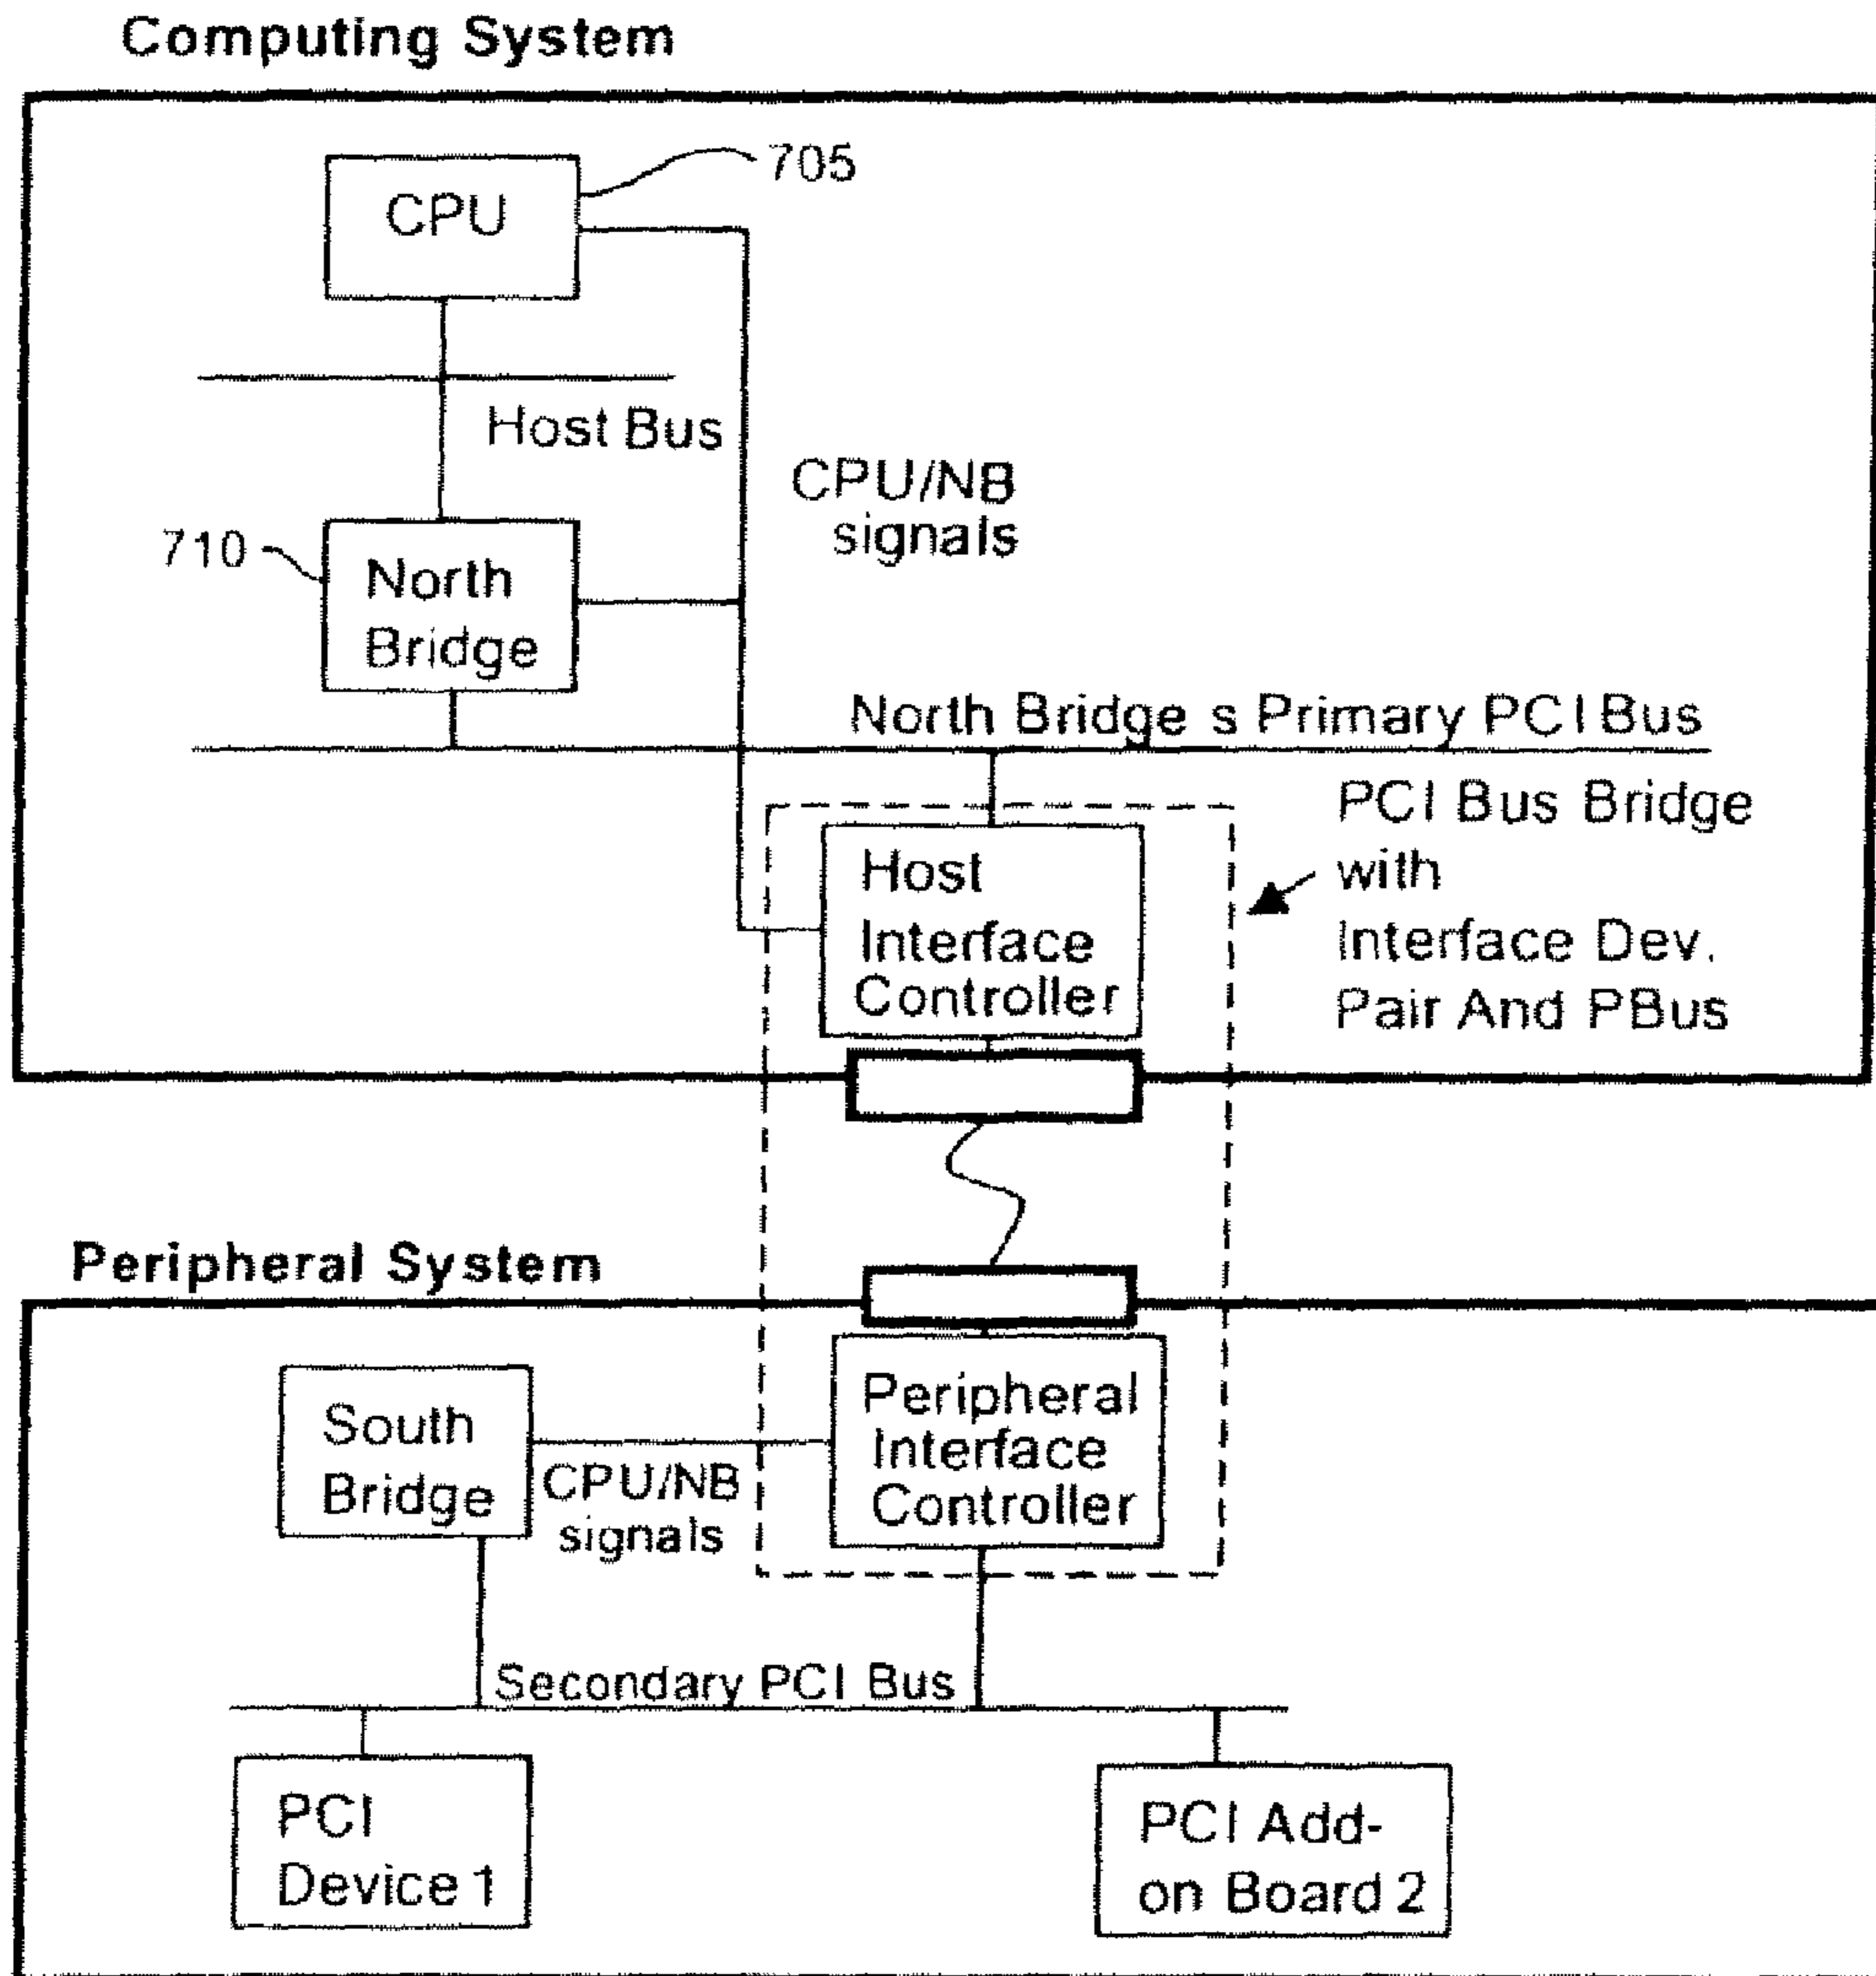 Computing System
705
CPU
Host Bus
CPU/NB
signals
710
North
Bridge
North Bridge s Primary PCI Bus
PCI Bus Bridge
with
Interface Dev.
Pair And PBus
Host
Interface
Controller
Peripheral System
South
Bridge
CPU/NB
signals
Peripheral
Interface
Controller
Secondary PCI Bus
PCI
Device 1
PCI Add-
on Board 2